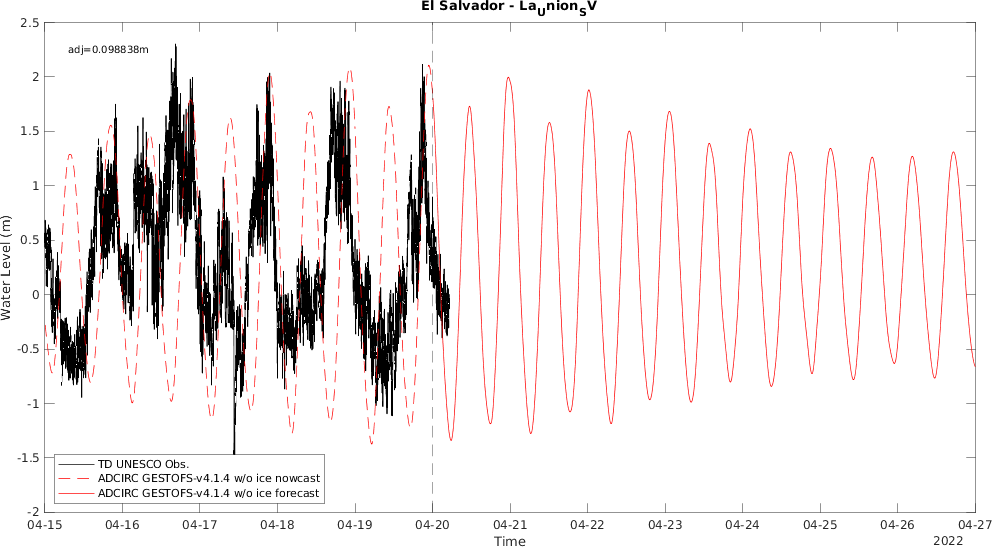 El Salvador - LaUnionSV
adj=0.098838m
2.5
2
1.5
1
0.5
0
-0.5
-1
-1.5
-2
Water Level (m)
TD UNESCO Obs.
ADCIRC GESTOFS-v4.1.4 w/o ice nowcast
ADCIRC GESTOFS-v4.1.4 w/o ice forecast
04-15 04-16 04-17 04-18 04-19 04-20 04-21 04-22 04-23 04-24 04-25 04-26 04-27
Time
2022